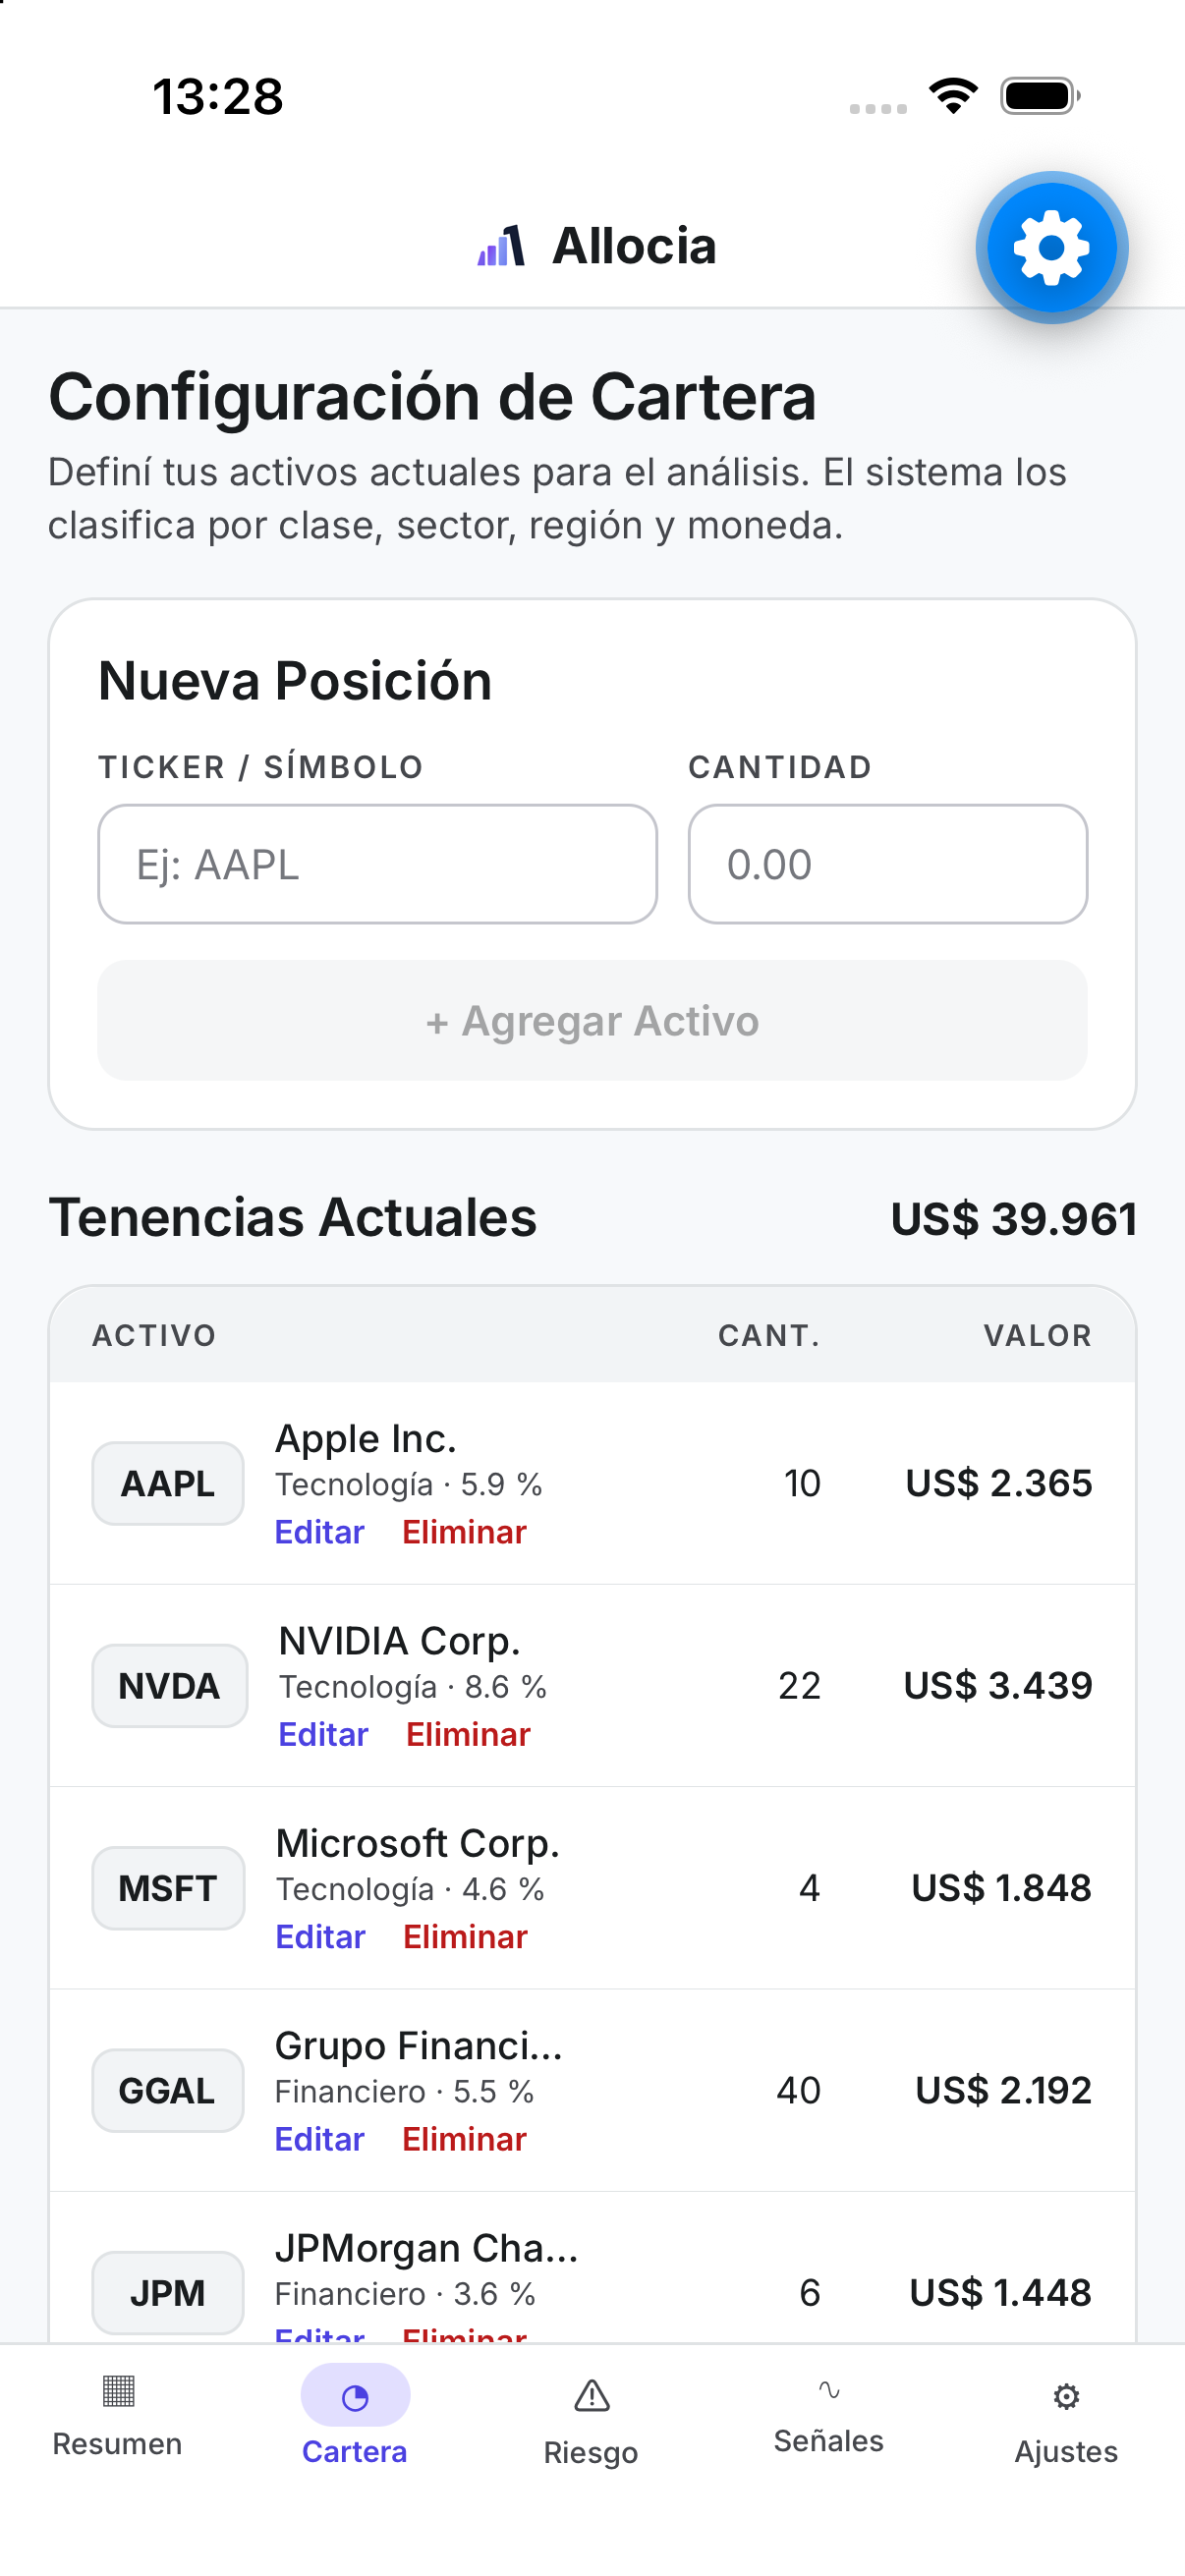 13:28
Allocia
Configuración de Cartera
Definí tus activos actuales para el análisis. El sistema los
clasifica por clase, sector, región y moneda.
Nueva Posición
TICKER / SÍMBOLO CANTIDAD
Ej: AAPL 0.00
+ Agregar Activo
Tenencias Actuales US$ 39.961
ACTIVO CANT. VALOR
Apple Inc.
AAPL Tecnología · 5.9 % 10 US$ 2.365
Editar Eliminar
NVIDIA Corp.
NVDA Tecnología · 8.6 % 22 US$ 3.439
Editar Eliminar
Microsoft Corp.
MSFT Tecnología · 4.6 % 4 US$ 1.848
Editar Eliminar
Grupo Financi...
GGAL Financiero · 5.5 % 40 US$ 2.192
Editar Eliminar
JPMorgan Cha...
JPM Financiero · 3.6 % 6 US$ 1.448
Editar Eliminar
Resumen Cartera Riesgo Señales Ajustes